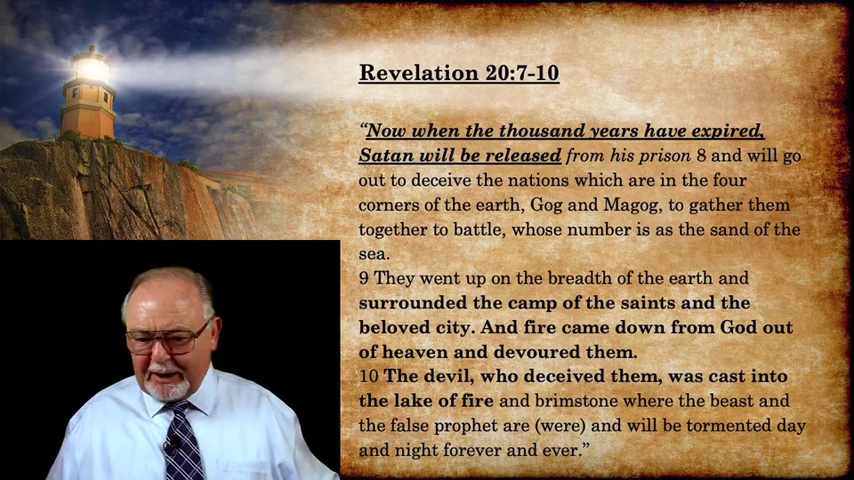 Revelation 20:7-10
“Now when the thousand years have expired,
Satan will be released from his prison 8 and will go
out to deceive the nations which are in the four
corners of the earth, Gog and Magog, to gather them
together to battle, whose number is as the sand of the
sea.
9 They went up on the breadth of the earth and
surrounded the camp of the saints and the
beloved city. And fire came down from God out
of heaven and devoured them.
10 The devil, who deceived them, was cast into
the lake of fire and brimstone where the beast and
the false prophet are (were) and will be tormented day
and night forever and ever.”